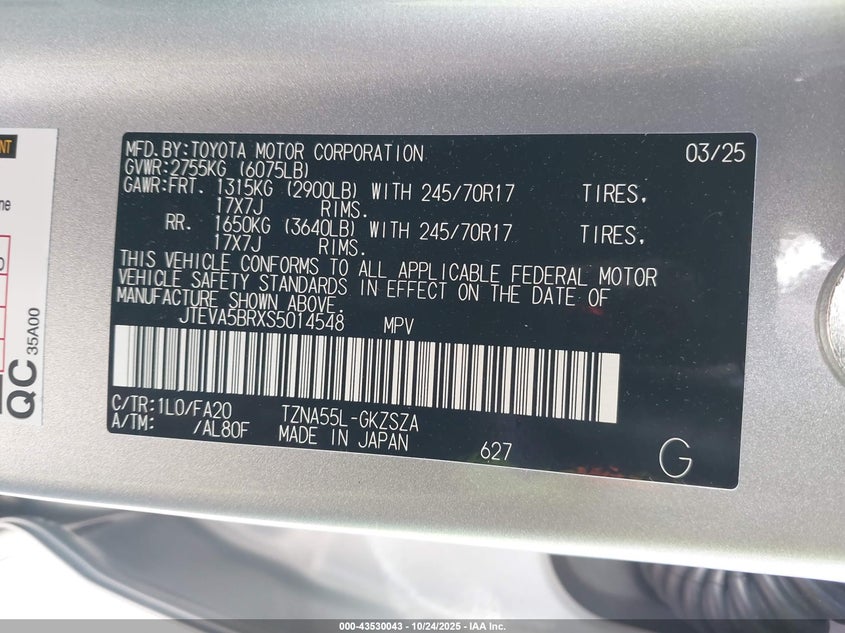 MFD.BY:TOYOTA MOTOR CORPORATION 03/25
GVWR:2755KG (6075LB)
GAWR:FRT. 1315KG (2900LB) WITH 245/70R17 TIRES,
17X7J RIMS.
RR. 1650KG (3640LB) WITH 245/70R17 TIRES,
17X7J RIMS.
THIS VEHICLE CONFORMS TO ALL APPLICABLE FEDERAL MOTOR
VEHICLE SAFETY STANDARDS IN EFFECT ON THE DATE OF
MANUFACTURE SHOWN ABOVE.
JTEVA5BRXS5014548 MPV
C/TR:1L0/FA20 TZNA55L-GKZSZA
A/TM: /AL80F MADE IN JAPAN 627 G
QC 35A00
000-43530043 - 10/24/2025 - IAA Inc.